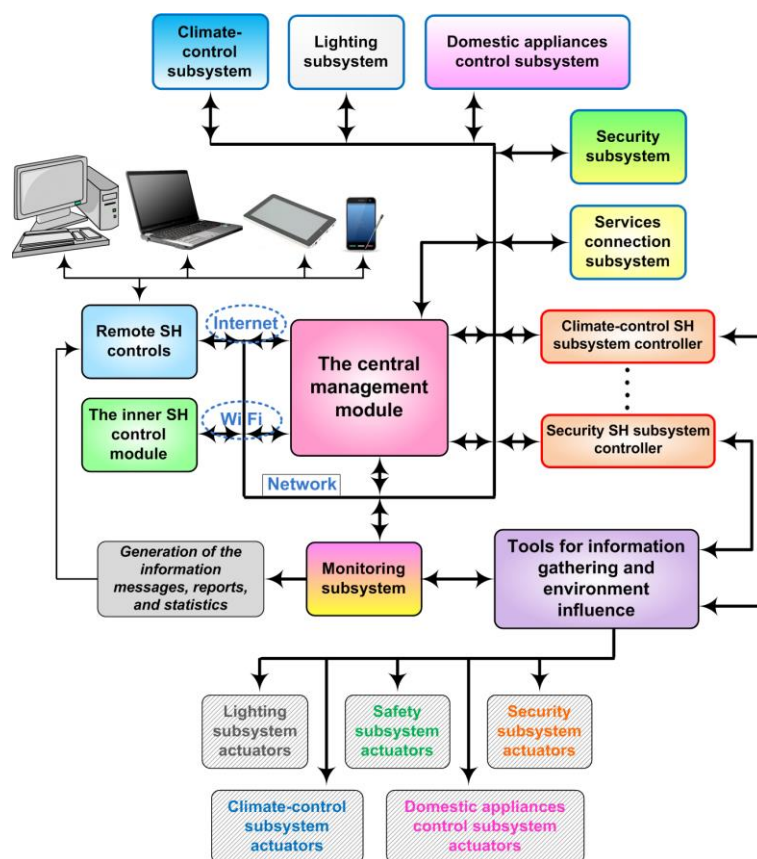 Climate-
control
subsystem
Lighting
subsystem
Domestic appliances
control subsystem
Security
subsystem
Services
connection
subsystem
Remote SH
controls
Internet
The central
management
module
Climate-control SH
subsystem controller
The inner SH
control
module
Wi Fi
Security SH subsystem
controller
Network
Generation of the
information
messages, reports,
and statistics
Monitoring
subsystem
Tools for information
gathering and
environment
influence
Lighting
subsystem
actuators
Safety
subsystem
actuators
Security
subsystem
actuators
Climate-control
subsystem
actuators
Domestic appliances
control subsystem
actuators